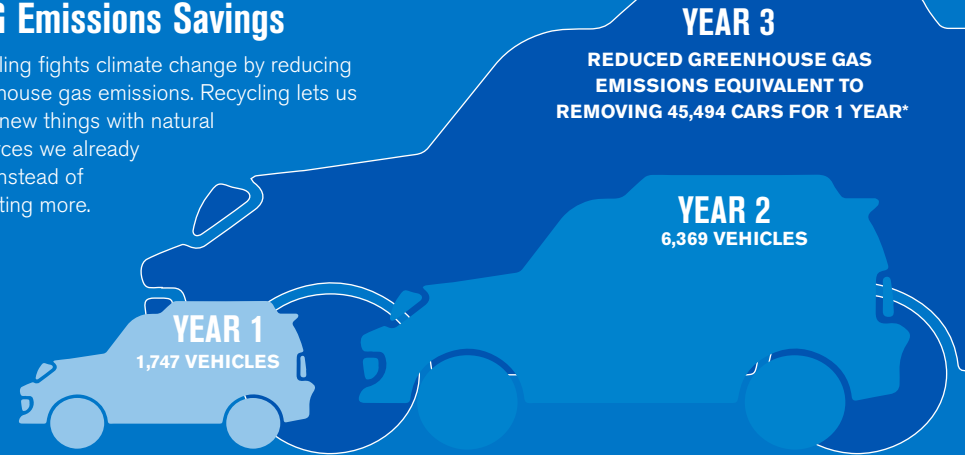 G Emissions Savings
ling fights climate change by reducing
house gas emissions. Recycling lets us
new things with natural
rces we already
nstead of
ting more.
YEAR 3
REDUCED GREENHOUSE GAS
EMISSIONS EQUIVALENT TO
REMOVING 45,494 CARS FOR 1 YEAR*
YEAR 2
6,369 VEHICLES
YEAR 1
1,747 VEHICLES